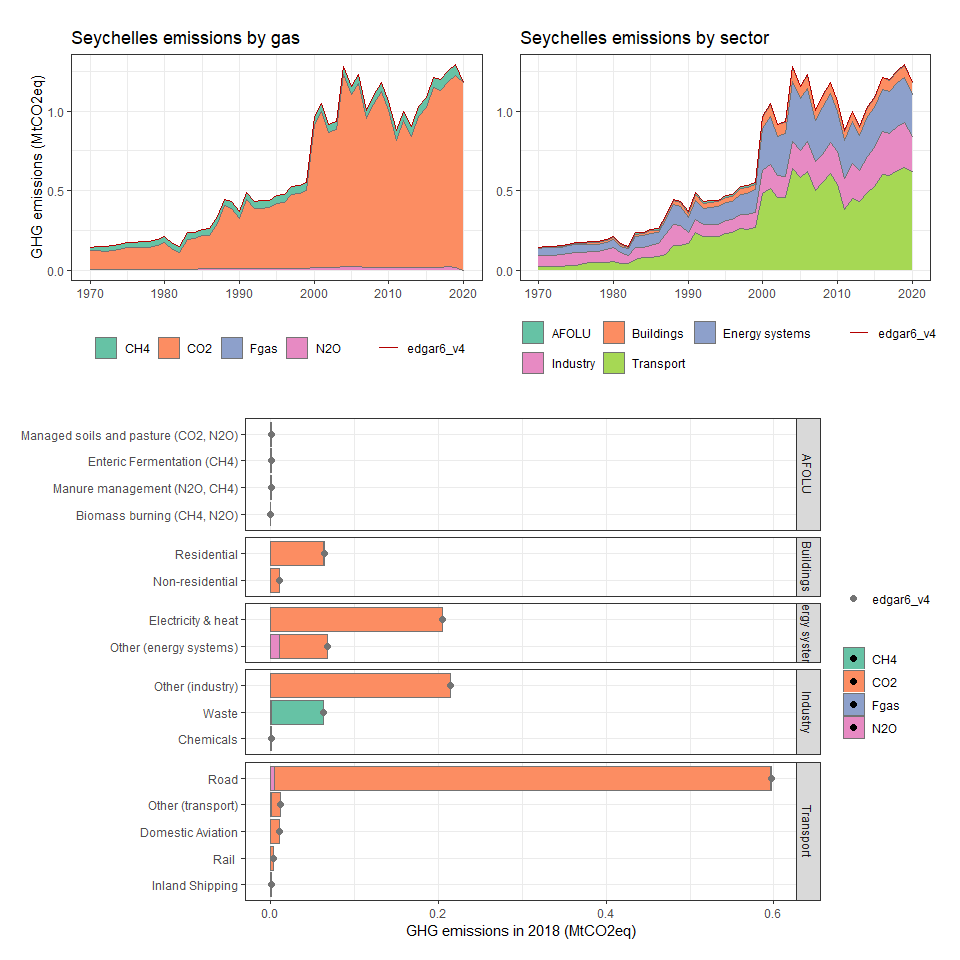 Seychelles emissions by gas
GHG emissions (MtCO2eq)
1.0
0.5
0.0
1970 1980 1990 2000 2010 2020
CH4 CO2 Fgas N2O edgar6_v4
Seychelles emissions by sector
1.0
0.5
0.0
1970 1980 1990 2000 2010 2020
AFOLU Buildings Energy systems edgar6_v4
Industry Transport
Managed soils and pasture (CO2, N2O)
Enteric Fermentation (CH4)
Manure management (N2O, CH4)
Biomass burning (CH4, N2O)
AFOLU
Residential
Non-residential
Buildings
Electricity & heat
Other (energy systems)
ergy syster
Other (industry)
Waste
Chemicals
Industry
Road
Other (transport)
Domestic Aviation
Rail
Inland Shipping
Transport
0.0 0.2 0.4 0.6
GHG emissions in 2018 (MtCO2eq)
edgar6_v4
CH4
CO2
Fgas
N2O